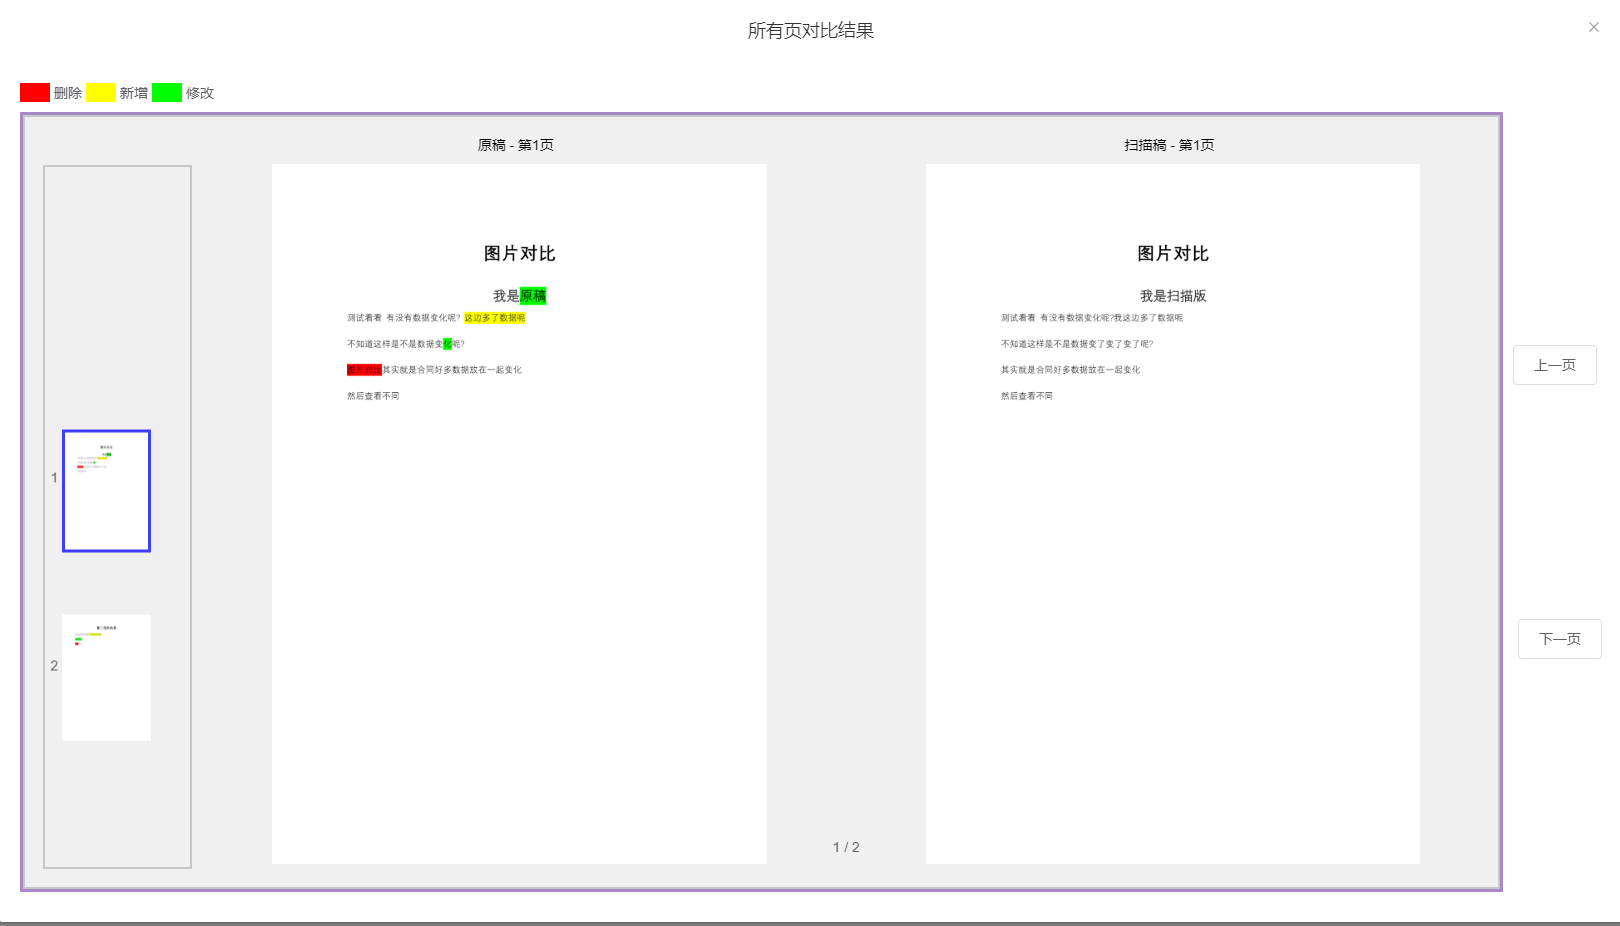 所有页对比结果
删除 新增 修改
原稿 - 第1页
图片对比
我是原稿
测试看看 有没有数据变化呢? 这边多了数据呢
不知道这样是不是数据变化呢?
图片对比其实就是合同好多数据放在一起变化
然后查看不同
扫描稿 - 第1页
图片对比
我是扫描版
测试看看 有没有数据变化呢?我这边多了数据呢
不知道这样是不是数据变了变了变了呢?
其实就是合同好多数据放在一起变化
然后查看不同
1
2
1 / 2
上一页
下一页